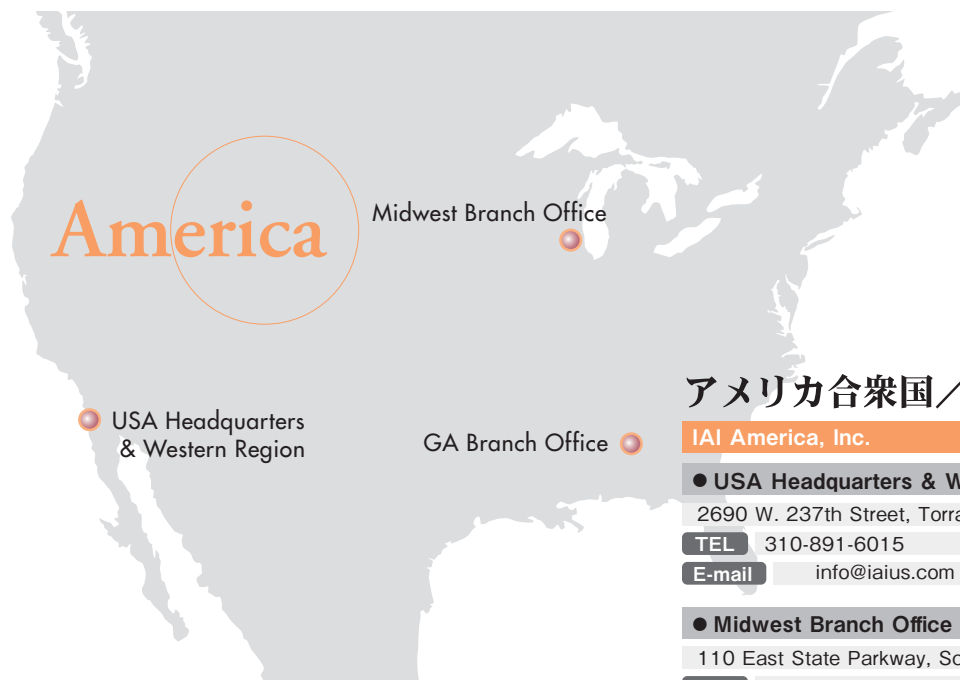 America
Midwest Branch Office
USA Headquarters
& Western Region
GA Branch Office
アメリカ合衆国／
IAI America, Inc.
● USA Headquarters & W
2690 W. 237th Street, Torra
TEL 310-891-6015
E-mail info@iaius.com
● Midwest Branch Office
110 East State Parkway, Sc